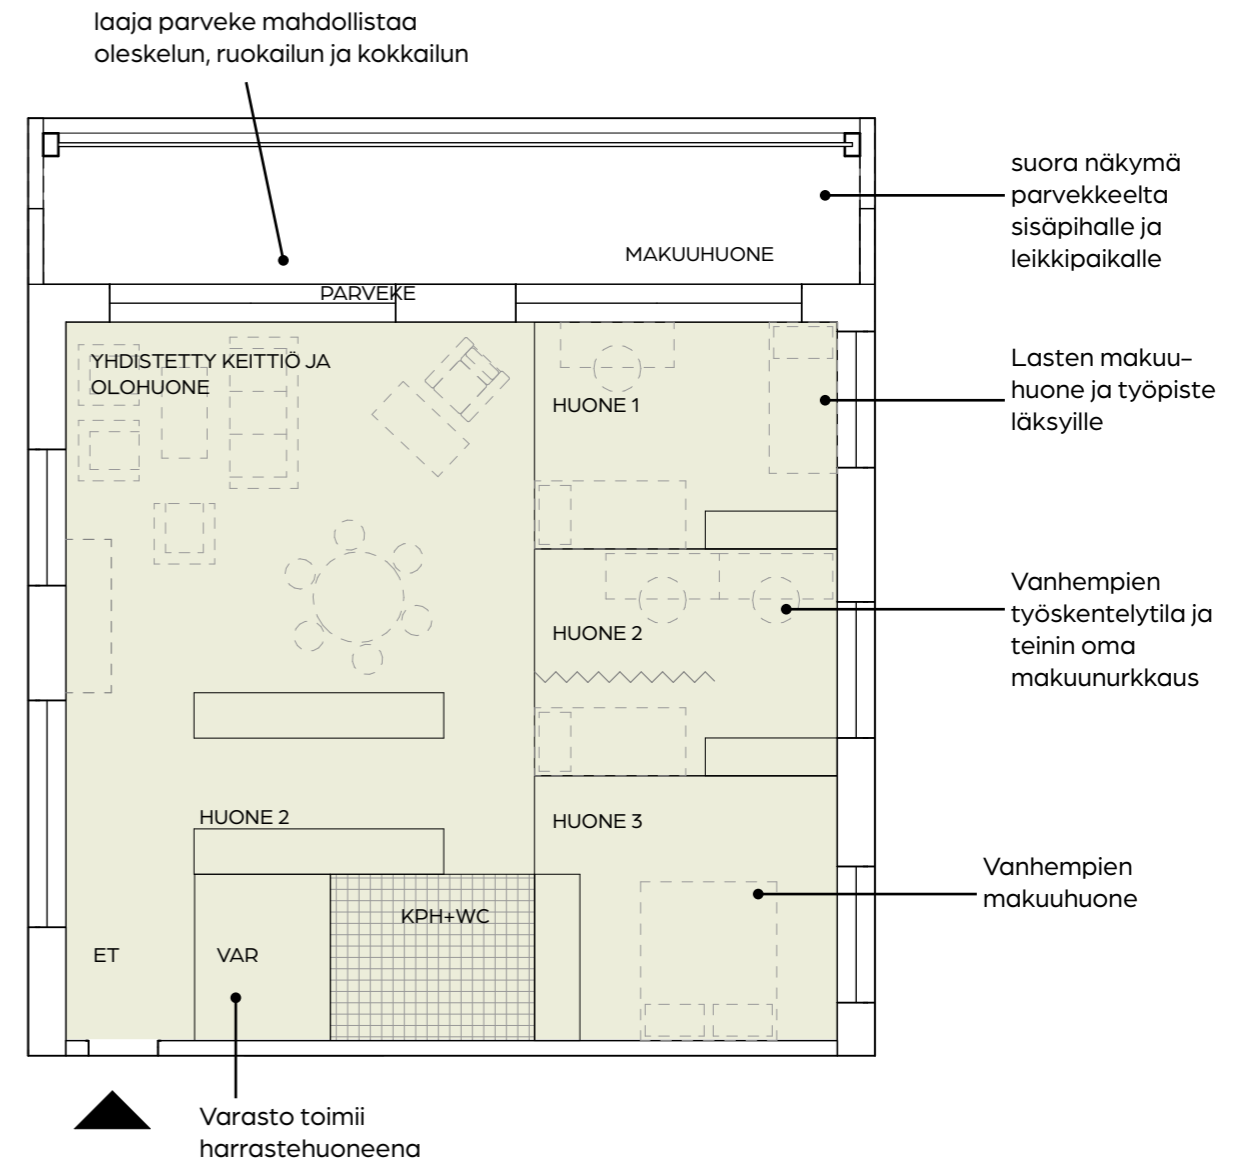 laaja parveke mahdollistaa
oleskelun, ruokailun ja kokkailun
suora näkymä
parvekkeelta
sisäpihalle ja
leikkipaikalle
MAKUUHUONE
PARVEKE
YHDISTETTY KEITTIÖ JA
OLOHUONE
HUONE 1
Lasten makuu-
huone ja työpiste
läksyille
HUONE 2
Vanhempien
työskentelytila ja
teinin oma
makuunurkkaus
HUONE 2
HUONE 3
Vanhempien
makuuhuone
KPH+WC
ET
VAR
Varasto toimii
harrastehuoneena